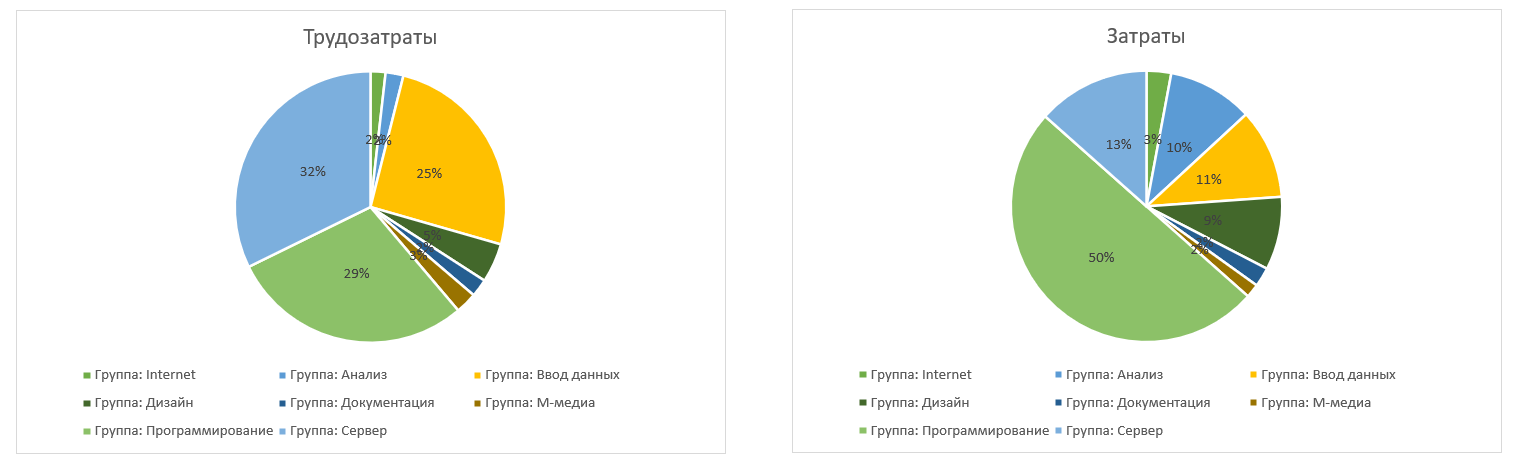 Трудозатраты
2%
2%
25%
5%
2%
3%
29%
32%
Группа: Internet
Группа: Анализ
Группа: Ввод данных
Группа: Дизайн
Группа: Документация
Группа: М-медиа
Группа: Программирование
Группа: Сервер
Затраты
3%
10%
11%
9%
2%
2%
50%
13%
Группа: Internet
Группа: Анализ
Группа: Ввод данных
Группа: Дизайн
Группа: Документация
Группа: М-медиа
Группа: Программирование
Группа: Сервер